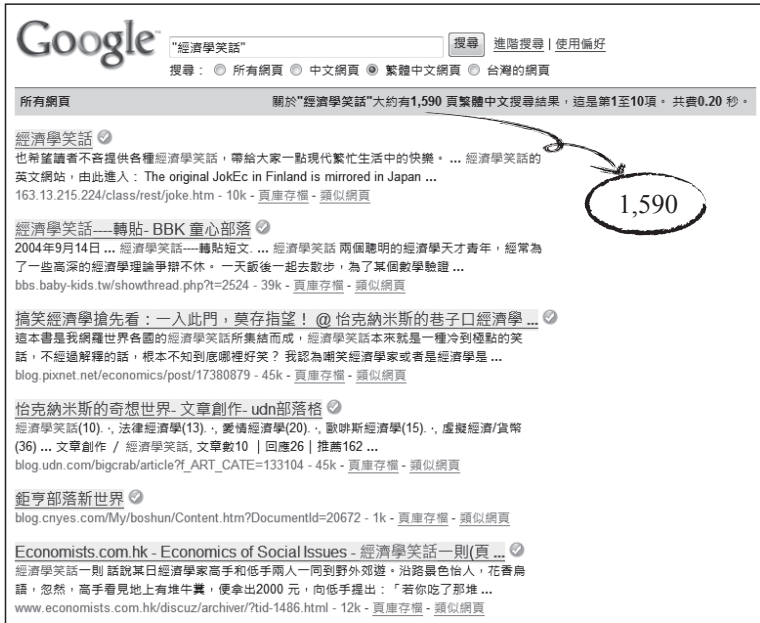 Google
"經濟學笑話" 搜尋 進階搜尋 | 使用偏好
搜尋： 所有網頁 中文網頁 繁體中文網頁 台灣的網頁
所有網頁 關於"經濟學笑話"大約有1,590 頁繁體中文搜尋結果，這是第1至10項。 共費0.20 秒。
1,590
經濟學笑話
也希望讀者不吝提供各種經濟學笑話，帶給大家一點現代繁忙生活中的快樂。 ... 經濟學笑話的
英文網站，由此進入： The original JokEc in Finland is mirrored in Japan ...
163.13.215.224/class/rest/joke.htm - 10k - 頁庫存檔 - 類似網頁
經濟學笑話----轉貼- BBK 童心部落
2004年9月14日 ... 經濟學笑話----轉貼短文. ... 經濟學笑話 兩個聰明的經濟學天才青年，經常為
了一些高深的經濟學理論爭辯不休。 一天飯後一起去散步，為了某個數學驗證 ...
bbs.baby-kids.tw/showthread.php?t=2524 - 39k - 頁庫存檔 - 類似網頁
搞笑經濟學搶先看：一入此門，莫存指望！ @ 怡克納米斯的巷子口經濟學 ...
這本書是我網羅世界各國的經濟學笑話所集結而成，經濟學笑話本來就是一種冷到極點的笑
話，不經過解釋的話，根本不知到底哪裡好笑？ 我認為嘲笑經濟學家或者是經濟學是 ...
blog.pixnet.net/economics/post/17380879 - 45k - 頁庫存檔 - 類似網頁
怡克納米斯的奇想世界- 文章創作- udn部落格
經濟學笑話(10). ·, 法律經濟學(13). ·, 愛情經濟學(20). ·, 歐啡斯經濟學(15). ·, 虛擬經濟/貨幣
(36) ... 文章創作 / 經濟學笑話, 文章數10 ｜回應26｜推薦162 ...
blog.udn.com/bigcrab/article?f_ART_CATE=133104 - 45k - 頁庫存檔 - 類似網頁
鉅亨部落新世界
blog.cnyes.com/My/boshun/Content.htm?DocumentId=20672 - 1k - 頁庫存檔 - 類似網頁
Economists.com.hk - Economics of Social Issues - 經濟學笑話一則(頁 ...
經濟學笑話一則 話說某日經濟學家高手和低手兩人一同到野外郊遊。沿路景色怡人，花香鳥
語，忽然，高手看見地上有堆牛糞，便拿出2000 元，向低手提出：「若你吃了那堆 ...
www.economists.com.hk/discuz/archiver/?tid-1486.html - 12k - 頁庫存檔 - 類似網頁